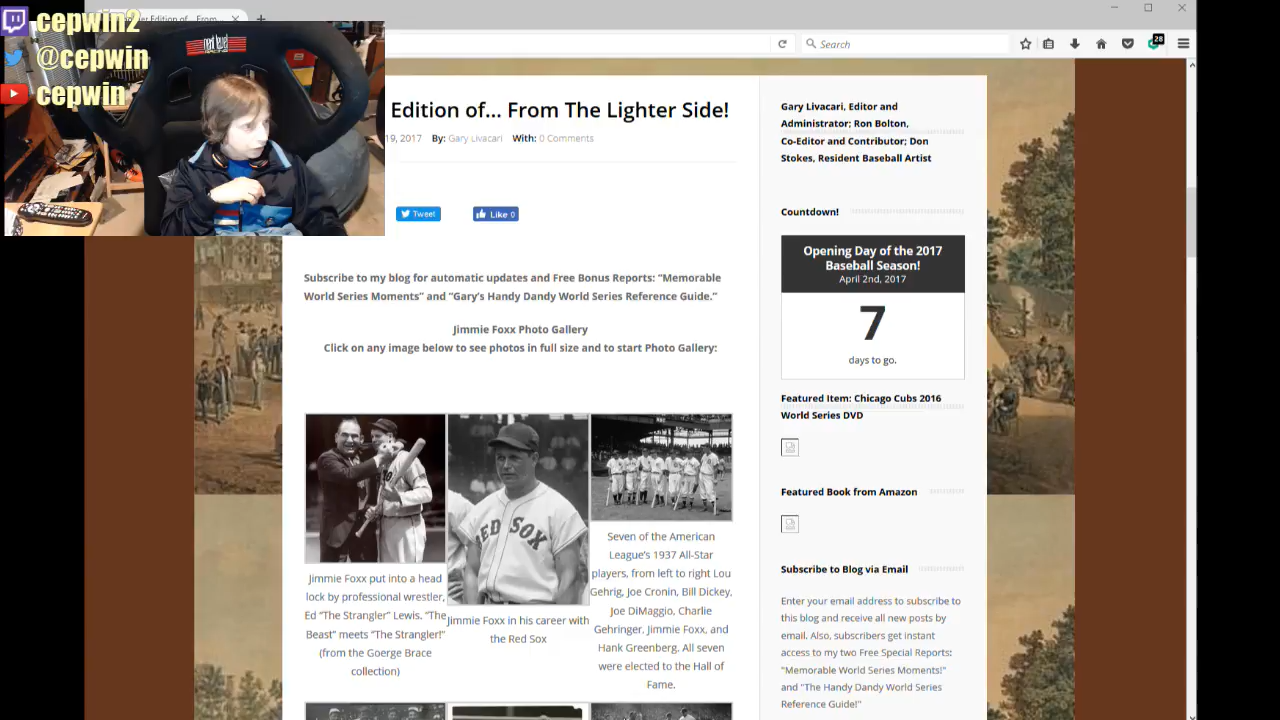 cepwin2
@cepwin
cepwin
Search
28
Edition of... From The Lighter Side!
19, 2017 By: Gary Livacari With: 0 Comments
Tweet
Like 0
Subscribe to my blog for automatic updates and Free Bonus Reports: “Memorable
World Series Moments” and “Gary’s Handy Dandy World Series Reference Guide.”
Jimmie Foxx Photo Gallery
Click on any image below to see photos in full size and to start Photo Gallery:
RED SOX
Jimmie Foxx put into a head
lock by professional wrestler,
Ed “The Strangler” Lewis. “The
Beast” meets “The Strangler!”
(from the Goerge Brace
collection)
Jimmie Foxx in his career with
the Red Sox
Seven of the American
League’s 1937 All-Star
players, from left to right Lou
Gehrig, Joe Cronin, Bill Dickey,
Joe DiMaggio, Charlie
Gehringer, Jimmie Foxx, and
Hank Greenberg. All seven
were elected to the Hall of
Fame.
Gary Livacari, Editor and
Administrator; Ron Bolton,
Co-Editor and Contributor; Don
Stokes, Resident Baseball Artist
Countdown!
Opening Day of the 2017
Baseball Season!
April 2nd, 2017
7
days to go.
Featured Item: Chicago Cubs 2016
World Series DVD
Featured Book from Amazon
Subscribe to Blog via Email
Enter your email address to subscribe to
this blog and receive all new posts by
email. Also, subscribers get instant
access to my two Free Special Reports:
"Memorable World Series Moments!"
and "The Handy Dandy World Series
Reference Guide!"